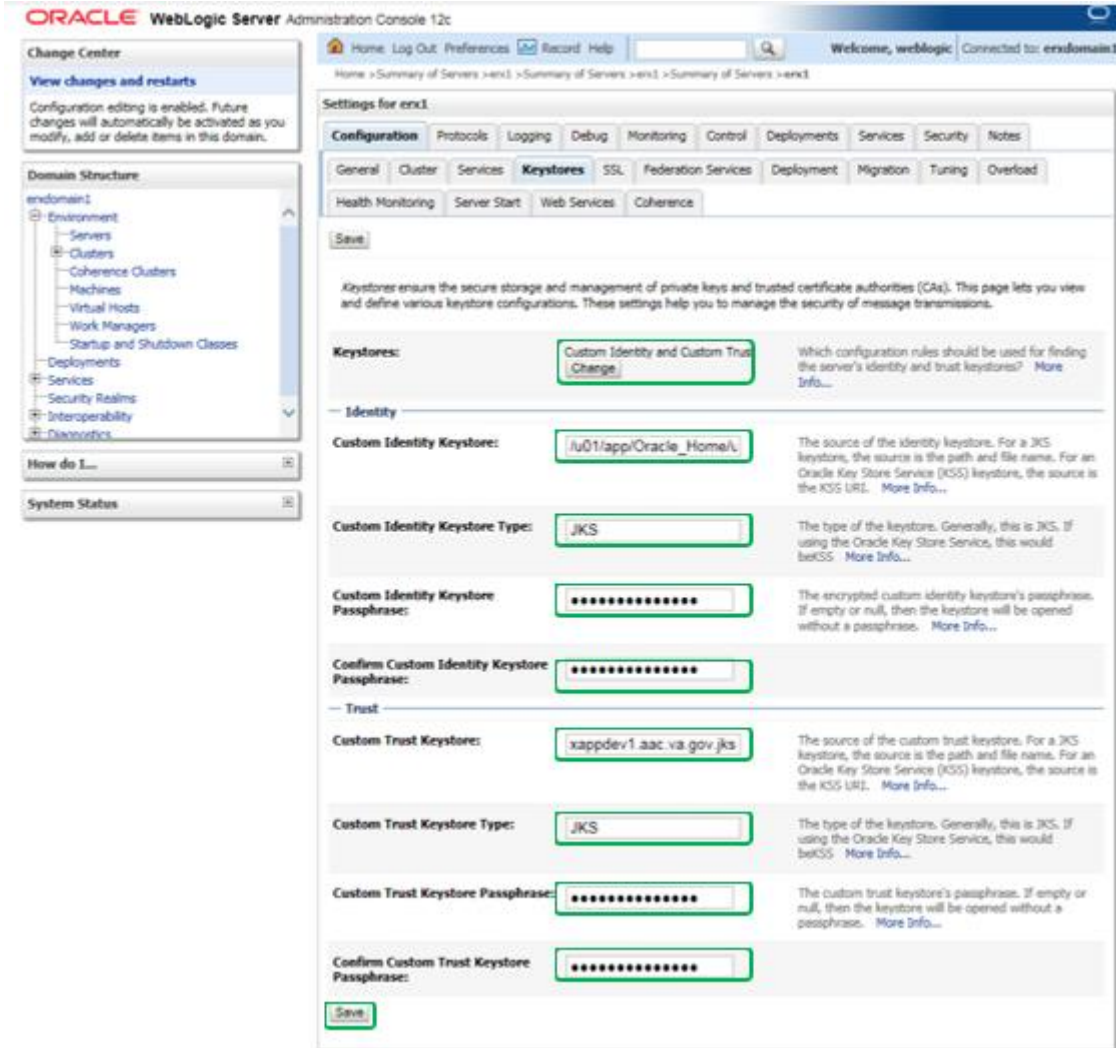 ORACLE WebLogic Server Administration Console 12c
Change Center
View changes and restarts
Configuration editing is enabled. Future
changes will automatically be activated as you
modify, add or delete items in this domain.
Domain Structure
erxdomain1
Environment
Servers
Clusters
Coherence Clusters
Machines
Virtual Hosts
Work Managers
Startup and Shutdown Classes
Deployments
Services
Security Realms
Interoperability
Diagnostics
How do I...
System Status
Home Log Out Preferences Record Help
Welcome, weblogic Connected to: erxdomain1
Home >Summary of Servers >erx1 >Summary of Servers >erx1 >Summary of Servers >erx1
Settings for erx1
Configuration Protocols Logging Debug Monitoring Control Deployments Services Security Notes
General Cluster Services Keystores SSL Federation Services Deployment Migration Tuning Overload
Health Monitoring Server Start Web Services Coherence
Save
Keystores ensure the secure storage and management of private keys and trusted certificate authorities (CAs). This page lets you view
and define various keystore configurations. These settings help you to manage the security of message transmissions.
Keystores:
Custom Identity and Custom Trus
Change
Which configuration rules should be used for finding
the server's identity and trust keystores? More
Info...
Identity
Custom Identity Keystore:
/u01/app/Oracle_Home/u
The source of the identity keystore. For a JKS
keystore, the source is the path and file name. For an
Oracle Key Store Service (KSS) keystore, the source is
the KSS URI. More Info...
Custom Identity Keystore Type:
JKS
The type of the keystore. Generally, this is JKS. If
using the Oracle Key Store Service, this would
beKSS More Info...
Custom Identity Keystore
Passphrase:
••••••••••••••
The encrypted custom identity keystore's passphrase.
If empty or null, then the keystore will be opened
without a passphrase. More Info...
Confirm Custom Identity Keystore
Passphrase:
••••••••••••••
Trust
Custom Trust Keystore:
xappdev1.aac.va.gov.jks
The source of the custom trust keystore. For a JKS
keystore, the source is the path and file name. For an
Oracle Key Store Service (KSS) keystore, the source is
the KSS URI. More Info...
Custom Trust Keystore Type:
JKS
The type of the keystore. Generally, this is JKS. If
using the Oracle Key Store Service, this would
beKSS More Info...
Custom Trust Keystore Passphrase:
••••••••••••••
The custom trust keystore's passphrase. If empty or
null, then the keystore will be opened without a
passphrase. More Info...
Confirm Custom Trust Keystore
Passphrase:
••••••••••••••
Save